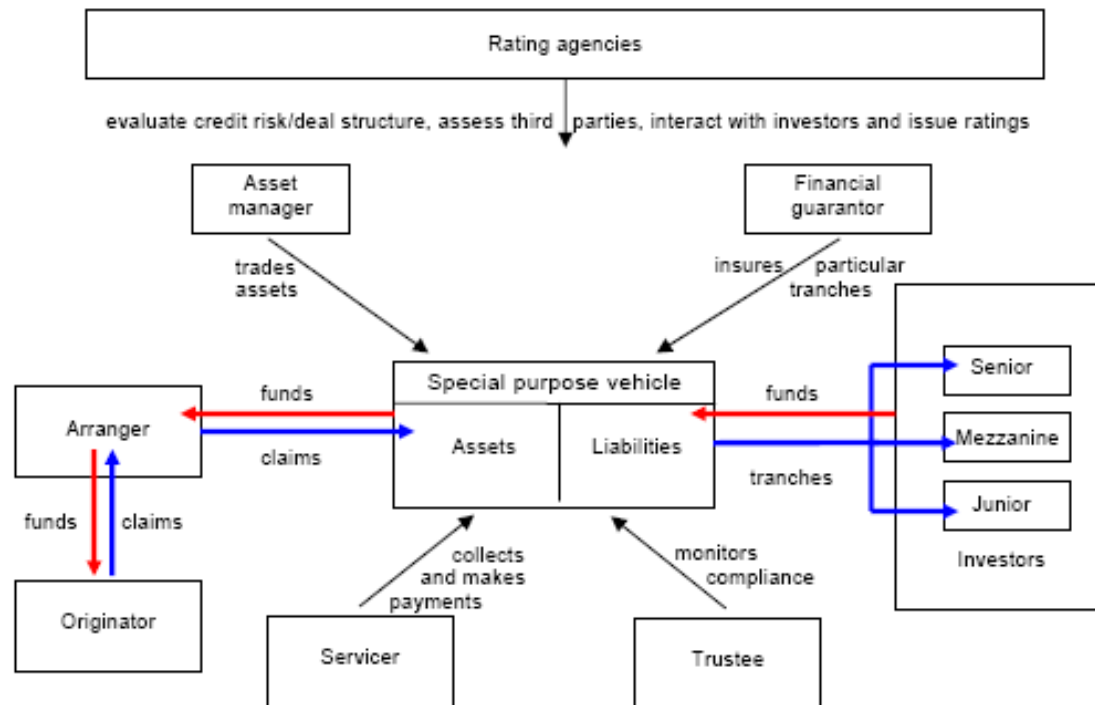 Rating agencies
evaluate credit risk/deal structure, assess third parties, interact with investors and issue ratings
Asset
manager
Financial
guarantor
trades
assets
insures particular
tranches
Special purpose vehicle
Senior
funds
funds
Arranger
Assets
Liabilities
Mezzanine
claims
tranches
Junior
funds
claims
Investors
collects
and makes
payments
monitors
compliance
Originator
Servicer
Trustee